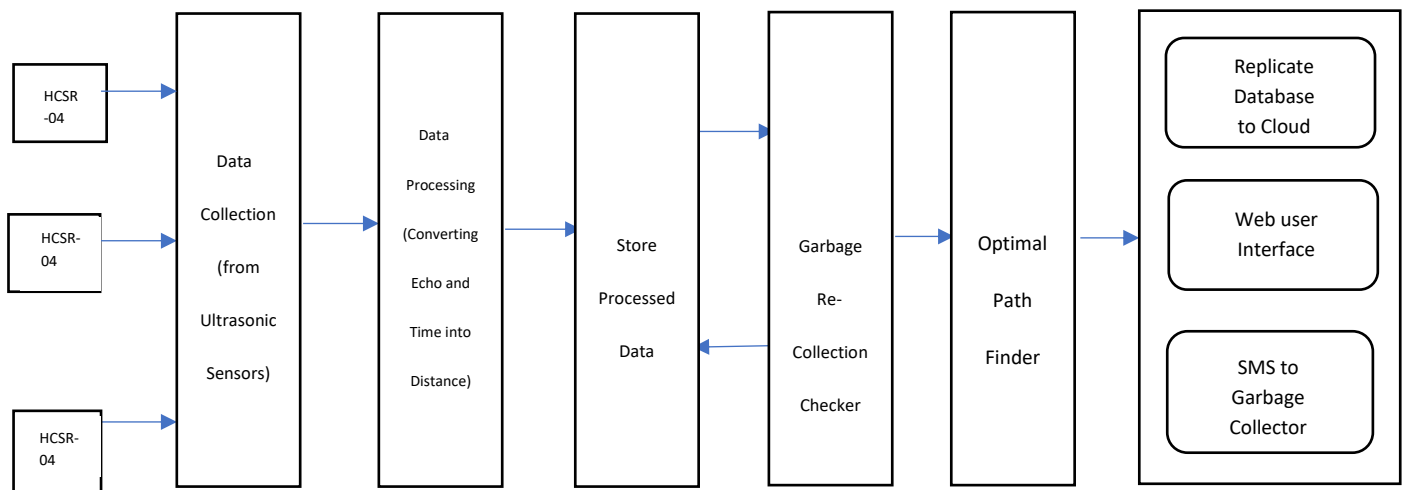 HCSR
-04
HCSR-
04
HCSR-
04
Data
Collection
(from
Ultrasonic
Sensors)
Data
Processing
(Converting
Echo and
Time into
Distance)
Store
Processed
Data
Garbage
Re-
Collection
Checker
Optimal
Path
Finder
Replicate
Database
to Cloud
Web user
Interface
SMS to
Garbage
Collector